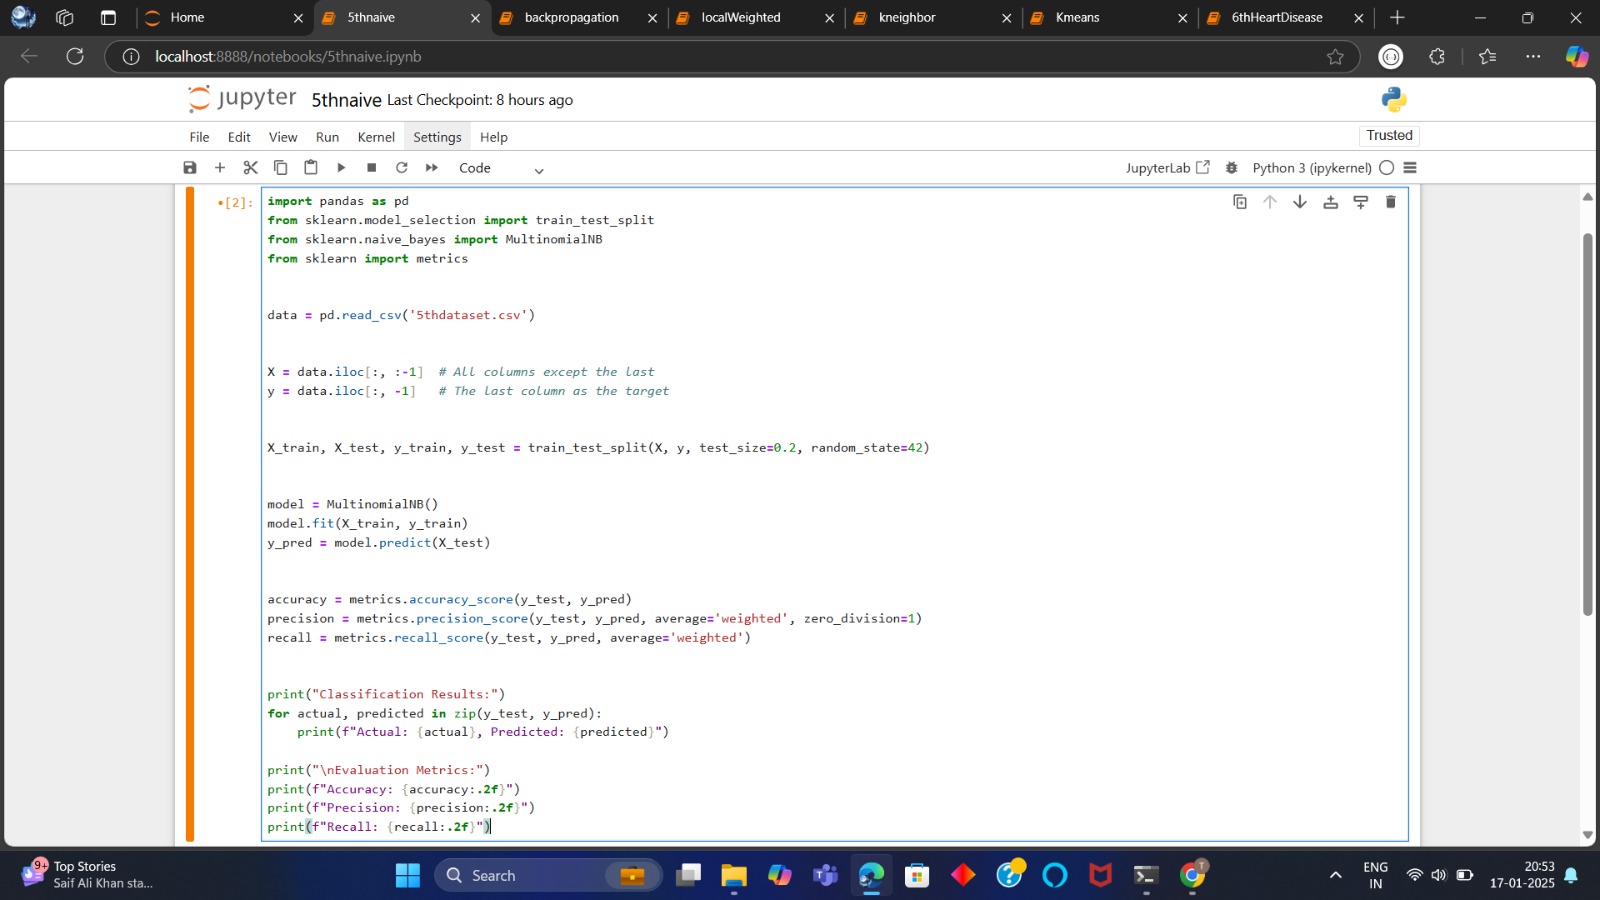 Home
5thnaive
backpropagation
localWeighted
kneighbor
Kmeans
6thHeartDisease
localhost:8888/notebooks/5thnaive.ipynb
jupyter 5thnaive Last Checkpoint: 8 hours ago
File Edit View Run Kernel Settings Help
Trusted
Code
JupyterLab
Python 3 (ipykernel)
•[2]:
import pandas as pd
from sklearn.model_selection import train_test_split
from sklearn.naive_bayes import MultinomialNB
from sklearn import metrics
data = pd.read_csv('5thdataset.csv')
X = data.iloc[:, :-1]  # All columns except the last
y = data.iloc[:, -1]   # The last column as the target
X_train, X_test, y_train, y_test = train_test_split(X, y, test_size=0.2, random_state=42)
model = MultinomialNB()
model.fit(X_train, y_train)
y_pred = model.predict(X_test)
accuracy = metrics.accuracy_score(y_test, y_pred)
precision = metrics.precision_score(y_test, y_pred, average='weighted', zero_division=1)
recall = metrics.recall_score(y_test, y_pred, average='weighted')
print("Classification Results:")
for actual, predicted in zip(y_test, y_pred):
    print(f"Actual: {actual}, Predicted: {predicted}")
print("\nEvaluation Metrics:")
print(f"Accuracy: {accuracy:.2f}")
print(f"Precision: {precision:.2f}")
print(f"Recall: {recall:.2f}")
9+
Top Stories
Saif Ali Khan sta...
Search
ENG
IN
20:53
17-01-2025